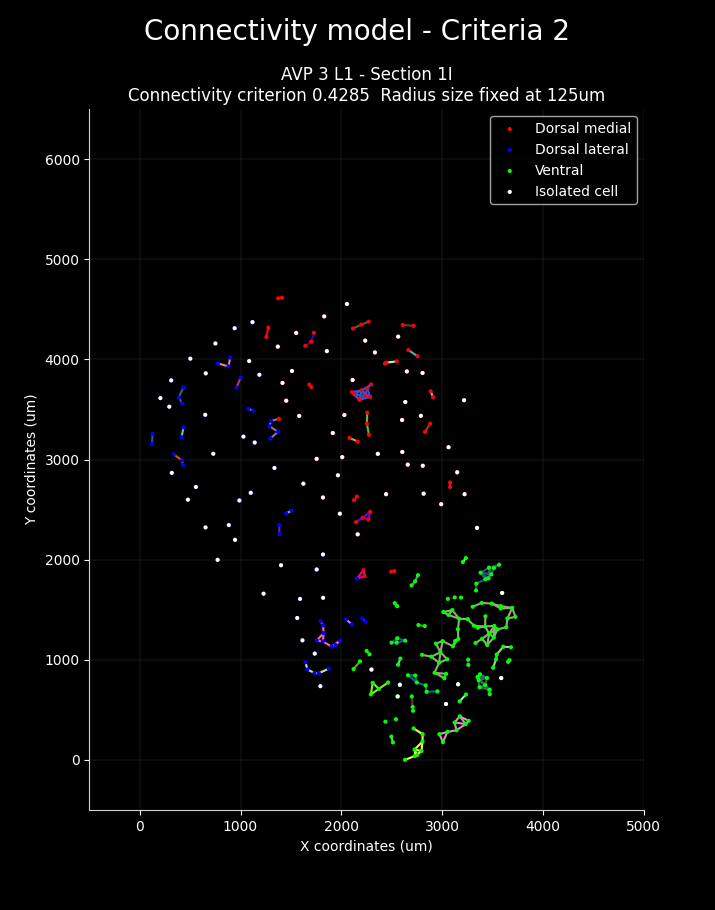 Connectivity model - Criteria 2
AVP 3 L1 - Section 1I
Connectivity criterion 0.4285  Radius size fixed at 125um
Dorsal medial
Dorsal lateral
Ventral
Isolated cell
6000
5000
4000
3000
2000
1000
0
Y coordinates (um)
0 1000 2000 3000 4000 5000
X coordinates (um)